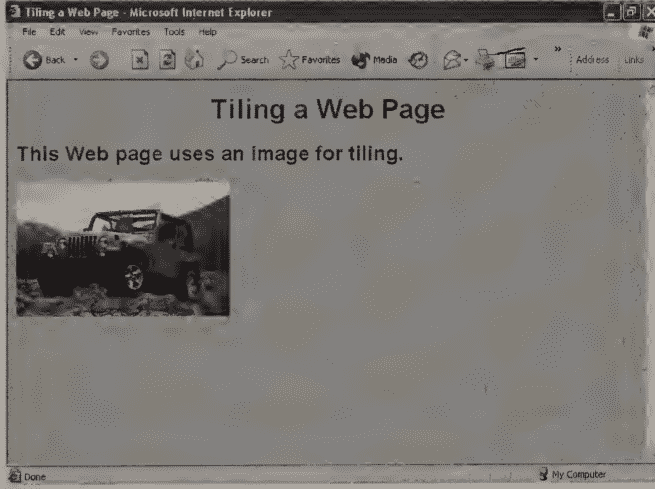 Tiling a Web Page - Microsoft Internet Explorer
File Edit View Favorites Tools Help
Back Search Favorites Media Address Links
Tiling a Web Page
This Web page uses an image for tiling.
Done My Computer